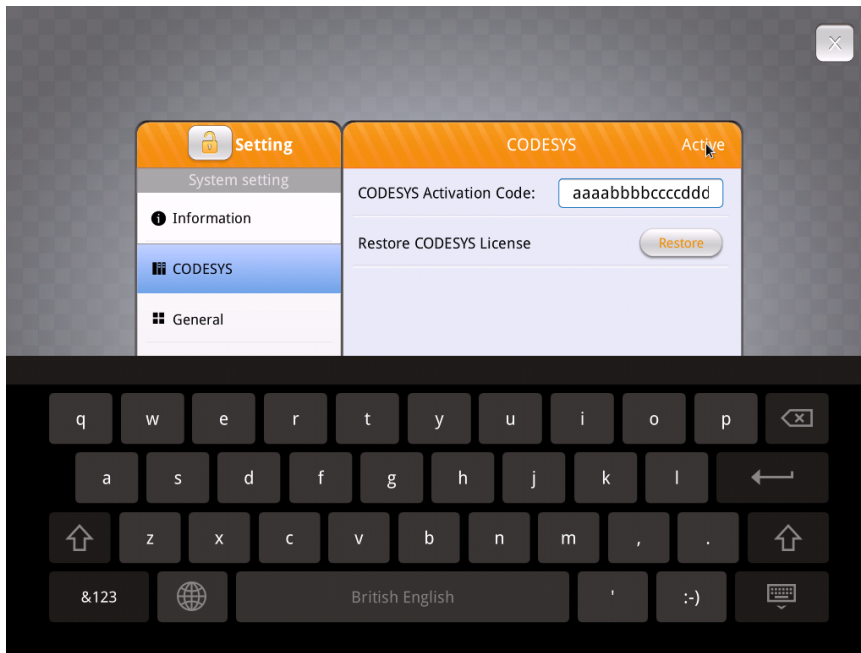 X
Setting
CODESYS
Active
System setting
CODESYS Activation Code: aaaabbbbccccddd
Information
Restore CODESYS License Restore
CODESYS
General
q w e r t y u i o p
a s d f g h j k l
z x c v b n m , .
&123 British English ' :-)